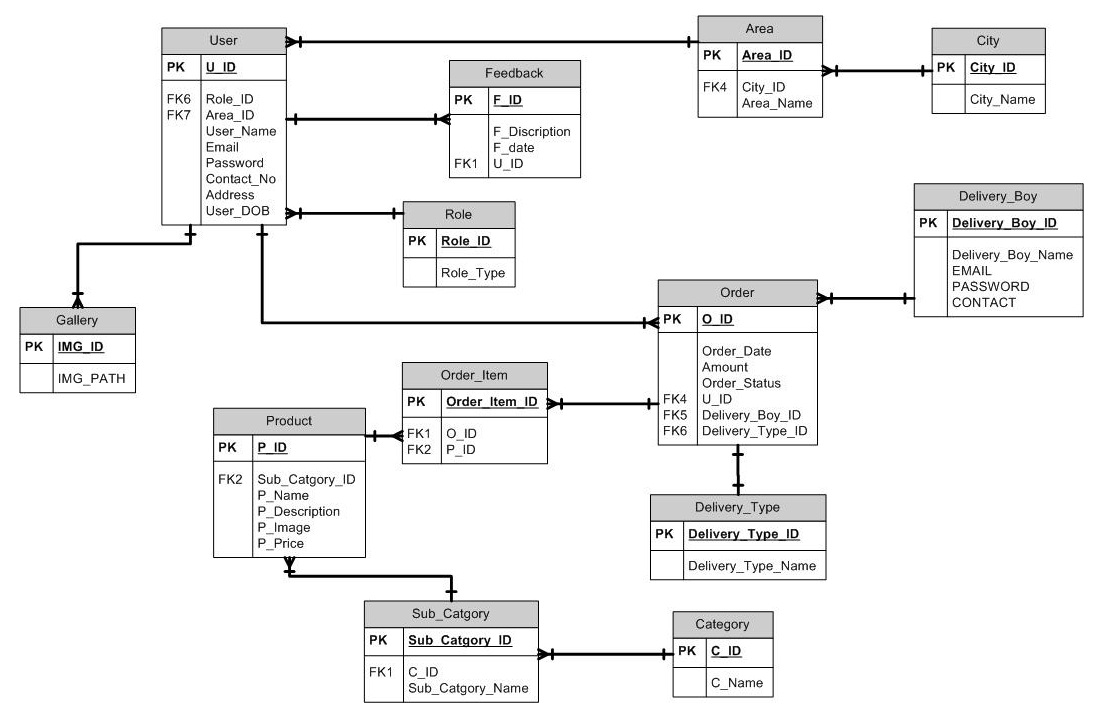 User
PK U_ID
FK6 Role_ID
FK7 Area_ID
User_Name
Email
Password
Contact_No
Address
User_DOB
Feedback
PK F_ID
F_Discription
F_date
FK1 U_ID
Area
PK Area_ID
FK4 City_ID
Area_Name
City
PK City_ID
City_Name
Role
PK Role_ID
Role_Type
Delivery_Boy
PK Delivery_Boy_ID
Delivery_Boy_Name
EMAIL
PASSWORD
CONTACT
Gallery
PK IMG_ID
IMG_PATH
Order
PK O_ID
Order_Date
Amount
Order_Status
FK4 U_ID
FK5 Delivery_Boy_ID
FK6 Delivery_Type_ID
Order_Item
PK Order_Item_ID
FK1 O_ID
FK2 P_ID
Product
PK P_ID
FK2 Sub_Catgory_ID
P_Name
P_Description
P_Image
P_Price
Delivery_Type
PK Delivery_Type_ID
Delivery_Type_Name
Sub_Catgory
PK Sub_Catgory_ID
FK1 C_ID
Sub_Catgory_Name
Category
PK C_ID
C_Name